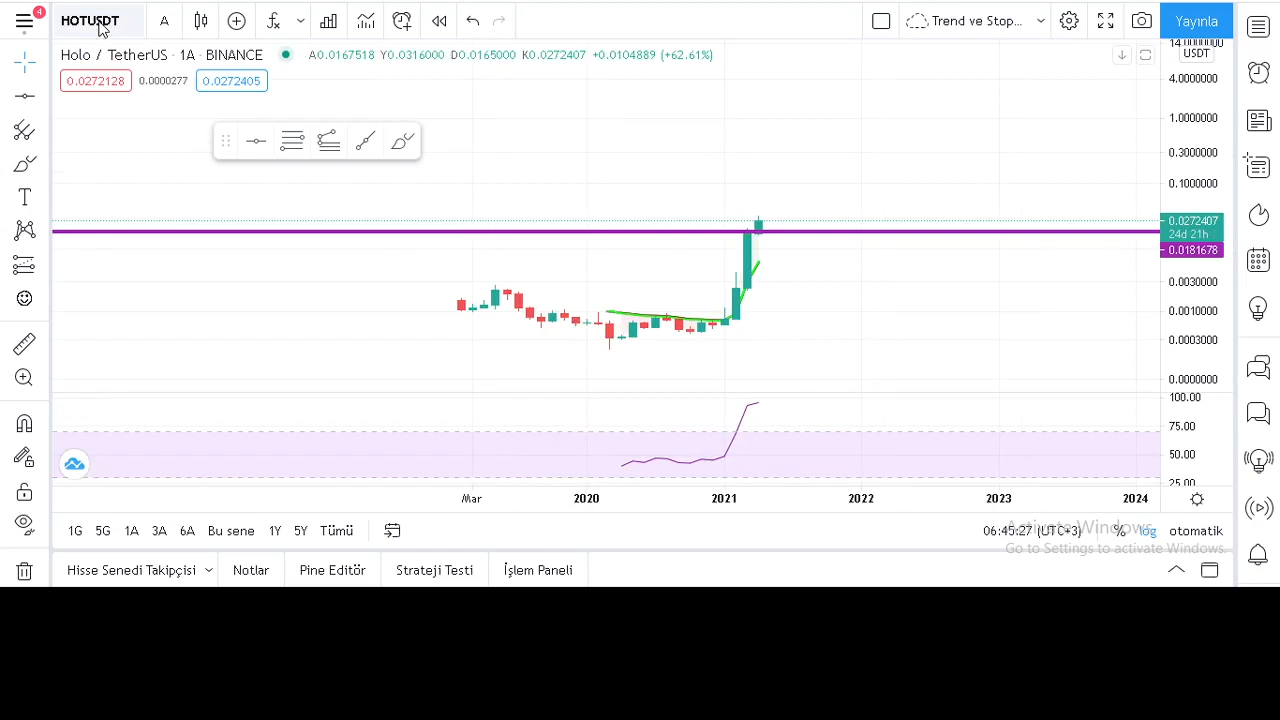 4
HOTUSDT
A
Trend ve Stop...
Yayınla
Holo / TetherUS · 1A · BINANCE
A0.0167518 Y0.0316000 D0.0165000 K0.0272407 +0.0104889 (+62.61%)
0.0272128
0.0000277
0.0272405
USDT
4.0000000
1.0000000
0.3000000
0.1000000
0.0272407
24d 21h
0.0181678
0.0030000
0.0010000
0.0003000
0.0000000
100.00
75.00
50.00
25.00
Mar 2020 2021 2022 2023 2024
1G 5G 1A 3A 6A Bu sene 1Y 5Y Tümü
06:45:27 (UTC+3) % log otomatik
Activate Windows
Go to Settings to activate Windows.
Hisse Senedi Takipçisi Notlar Pine Editör Strateji Testi İşlem Paneli